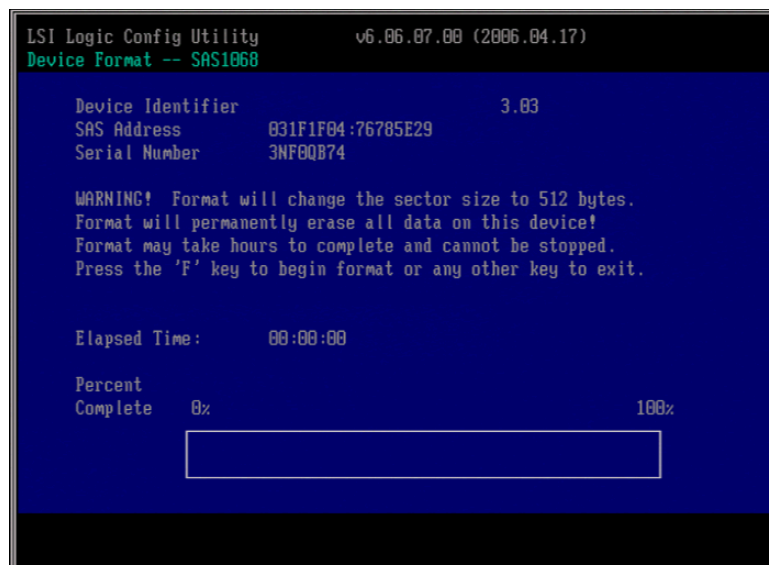 LSI Logic Config Utility v6.06.07.00 (2006.04.17)
Device Format -- SAS1068
Device Identifier 3.03
SAS Address 031F1F04:76785E29
Serial Number 3NF0QB74
WARNING! Format will change the sector size to 512 bytes.
Format will permanently erase all data on this device!
Format may take hours to complete and cannot be stopped.
Press the 'F' key to begin format or any other key to exit.
Elapsed Time: 00:00:00
Percent
Complete 0% 100%